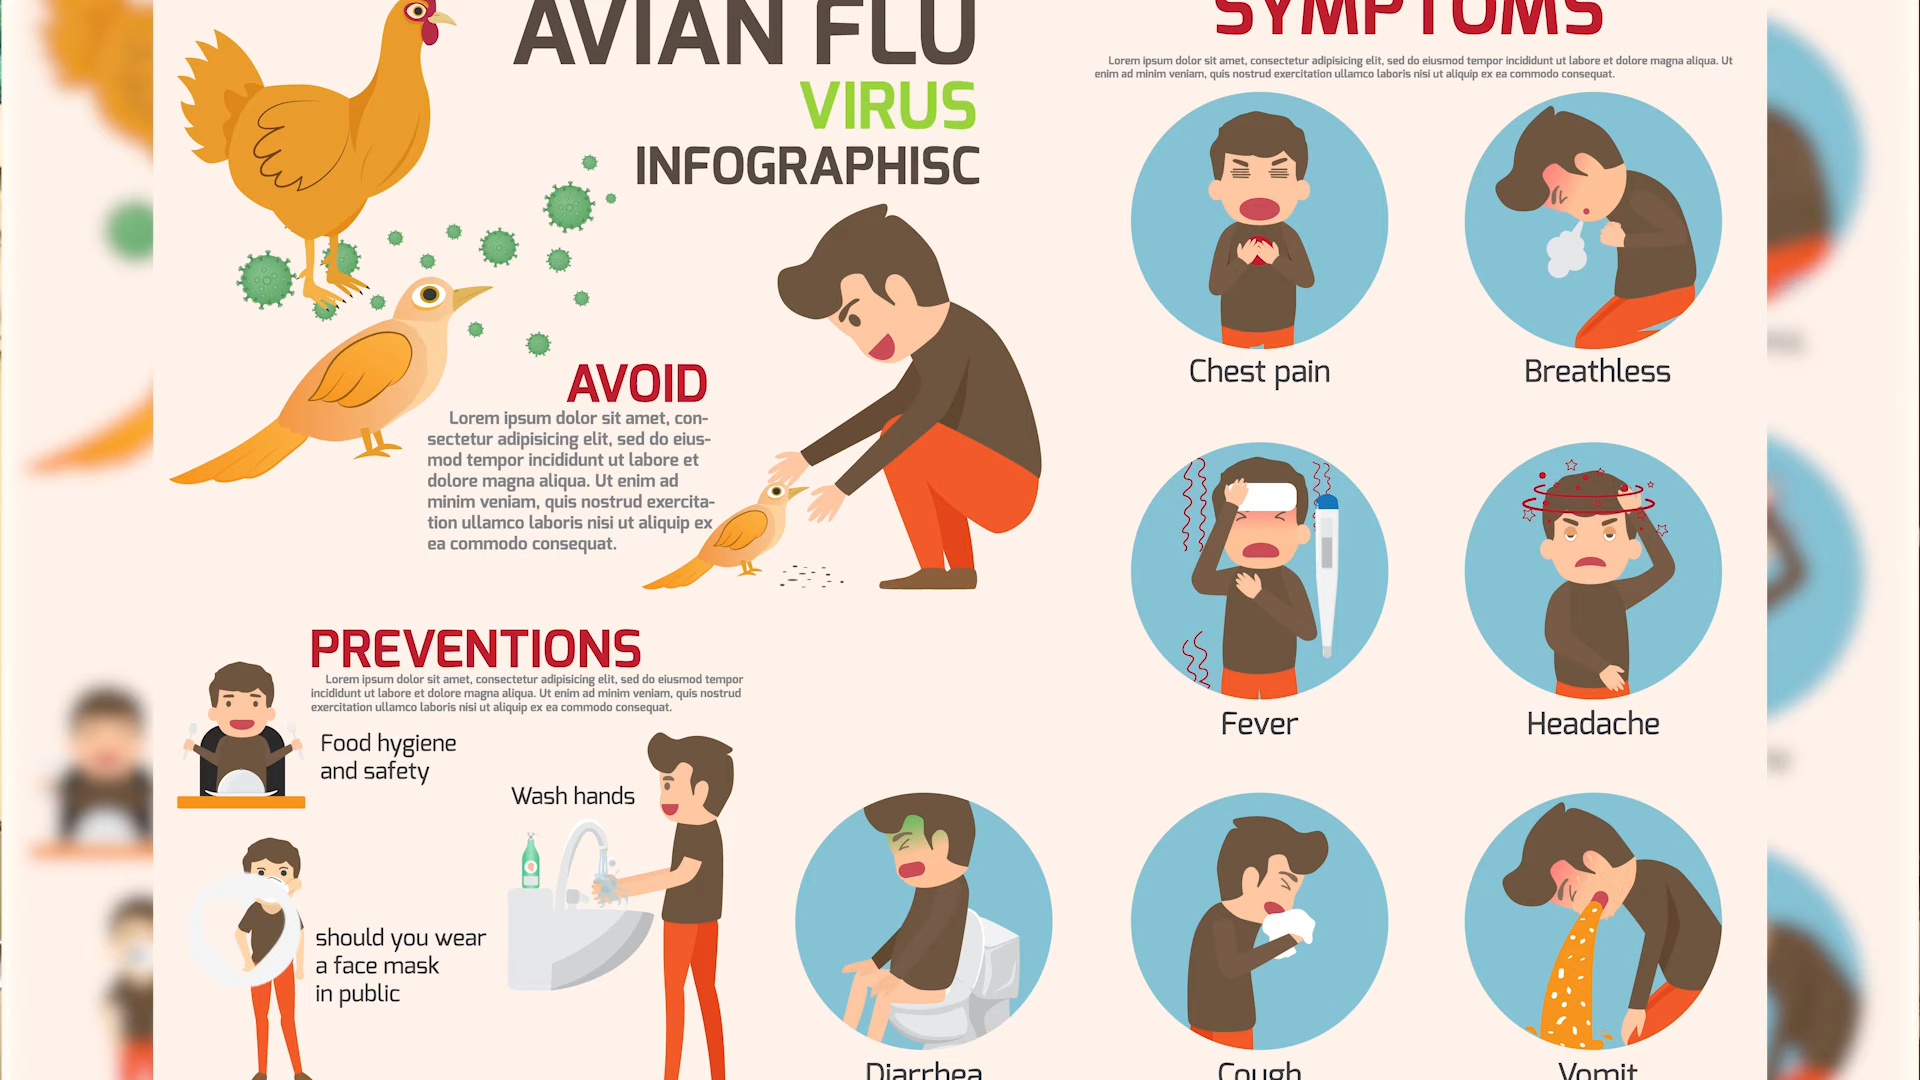 AVIAN FLU
VIRUS
INFOGRAPHISC
AVOID
Lorem ipsum dolor sit amet, con-
sectetur adipisicing elit, sed do eius-
mod tempor incididunt ut labore et
dolore magna aliqua. Ut enim ad
minim veniam, quis nostrud exercita-
tion ullamco laboris nisi ut aliquip ex
ea commodo consequat.
PREVENTIONS
Lorem ipsum dolor sit amet, consectetur adipisicing elit, sed do eiusmod tempor
incididunt ut labore et dolore magna aliqua. Ut enim ad minim veniam, quis nostrud
exercitation ullamco laboris nisi ut aliquip ex ea commodo consequat.
Food hygiene
and safety
Wash hands
should you wear
a face mask
in public
SYMPTOMS
Lorem ipsum dolor sit amet, consectetur adipisicing elit, sed do eiusmod tempor incididunt ut labore et dolore magna aliqua. Ut
enim ad minim veniam, quis nostrud exercitation ullamco laboris nisi ut aliquip ex ea commodo consequat.
Chest pain
Breathless
Fever
Headache
Diarrhea
Cough
Vomit